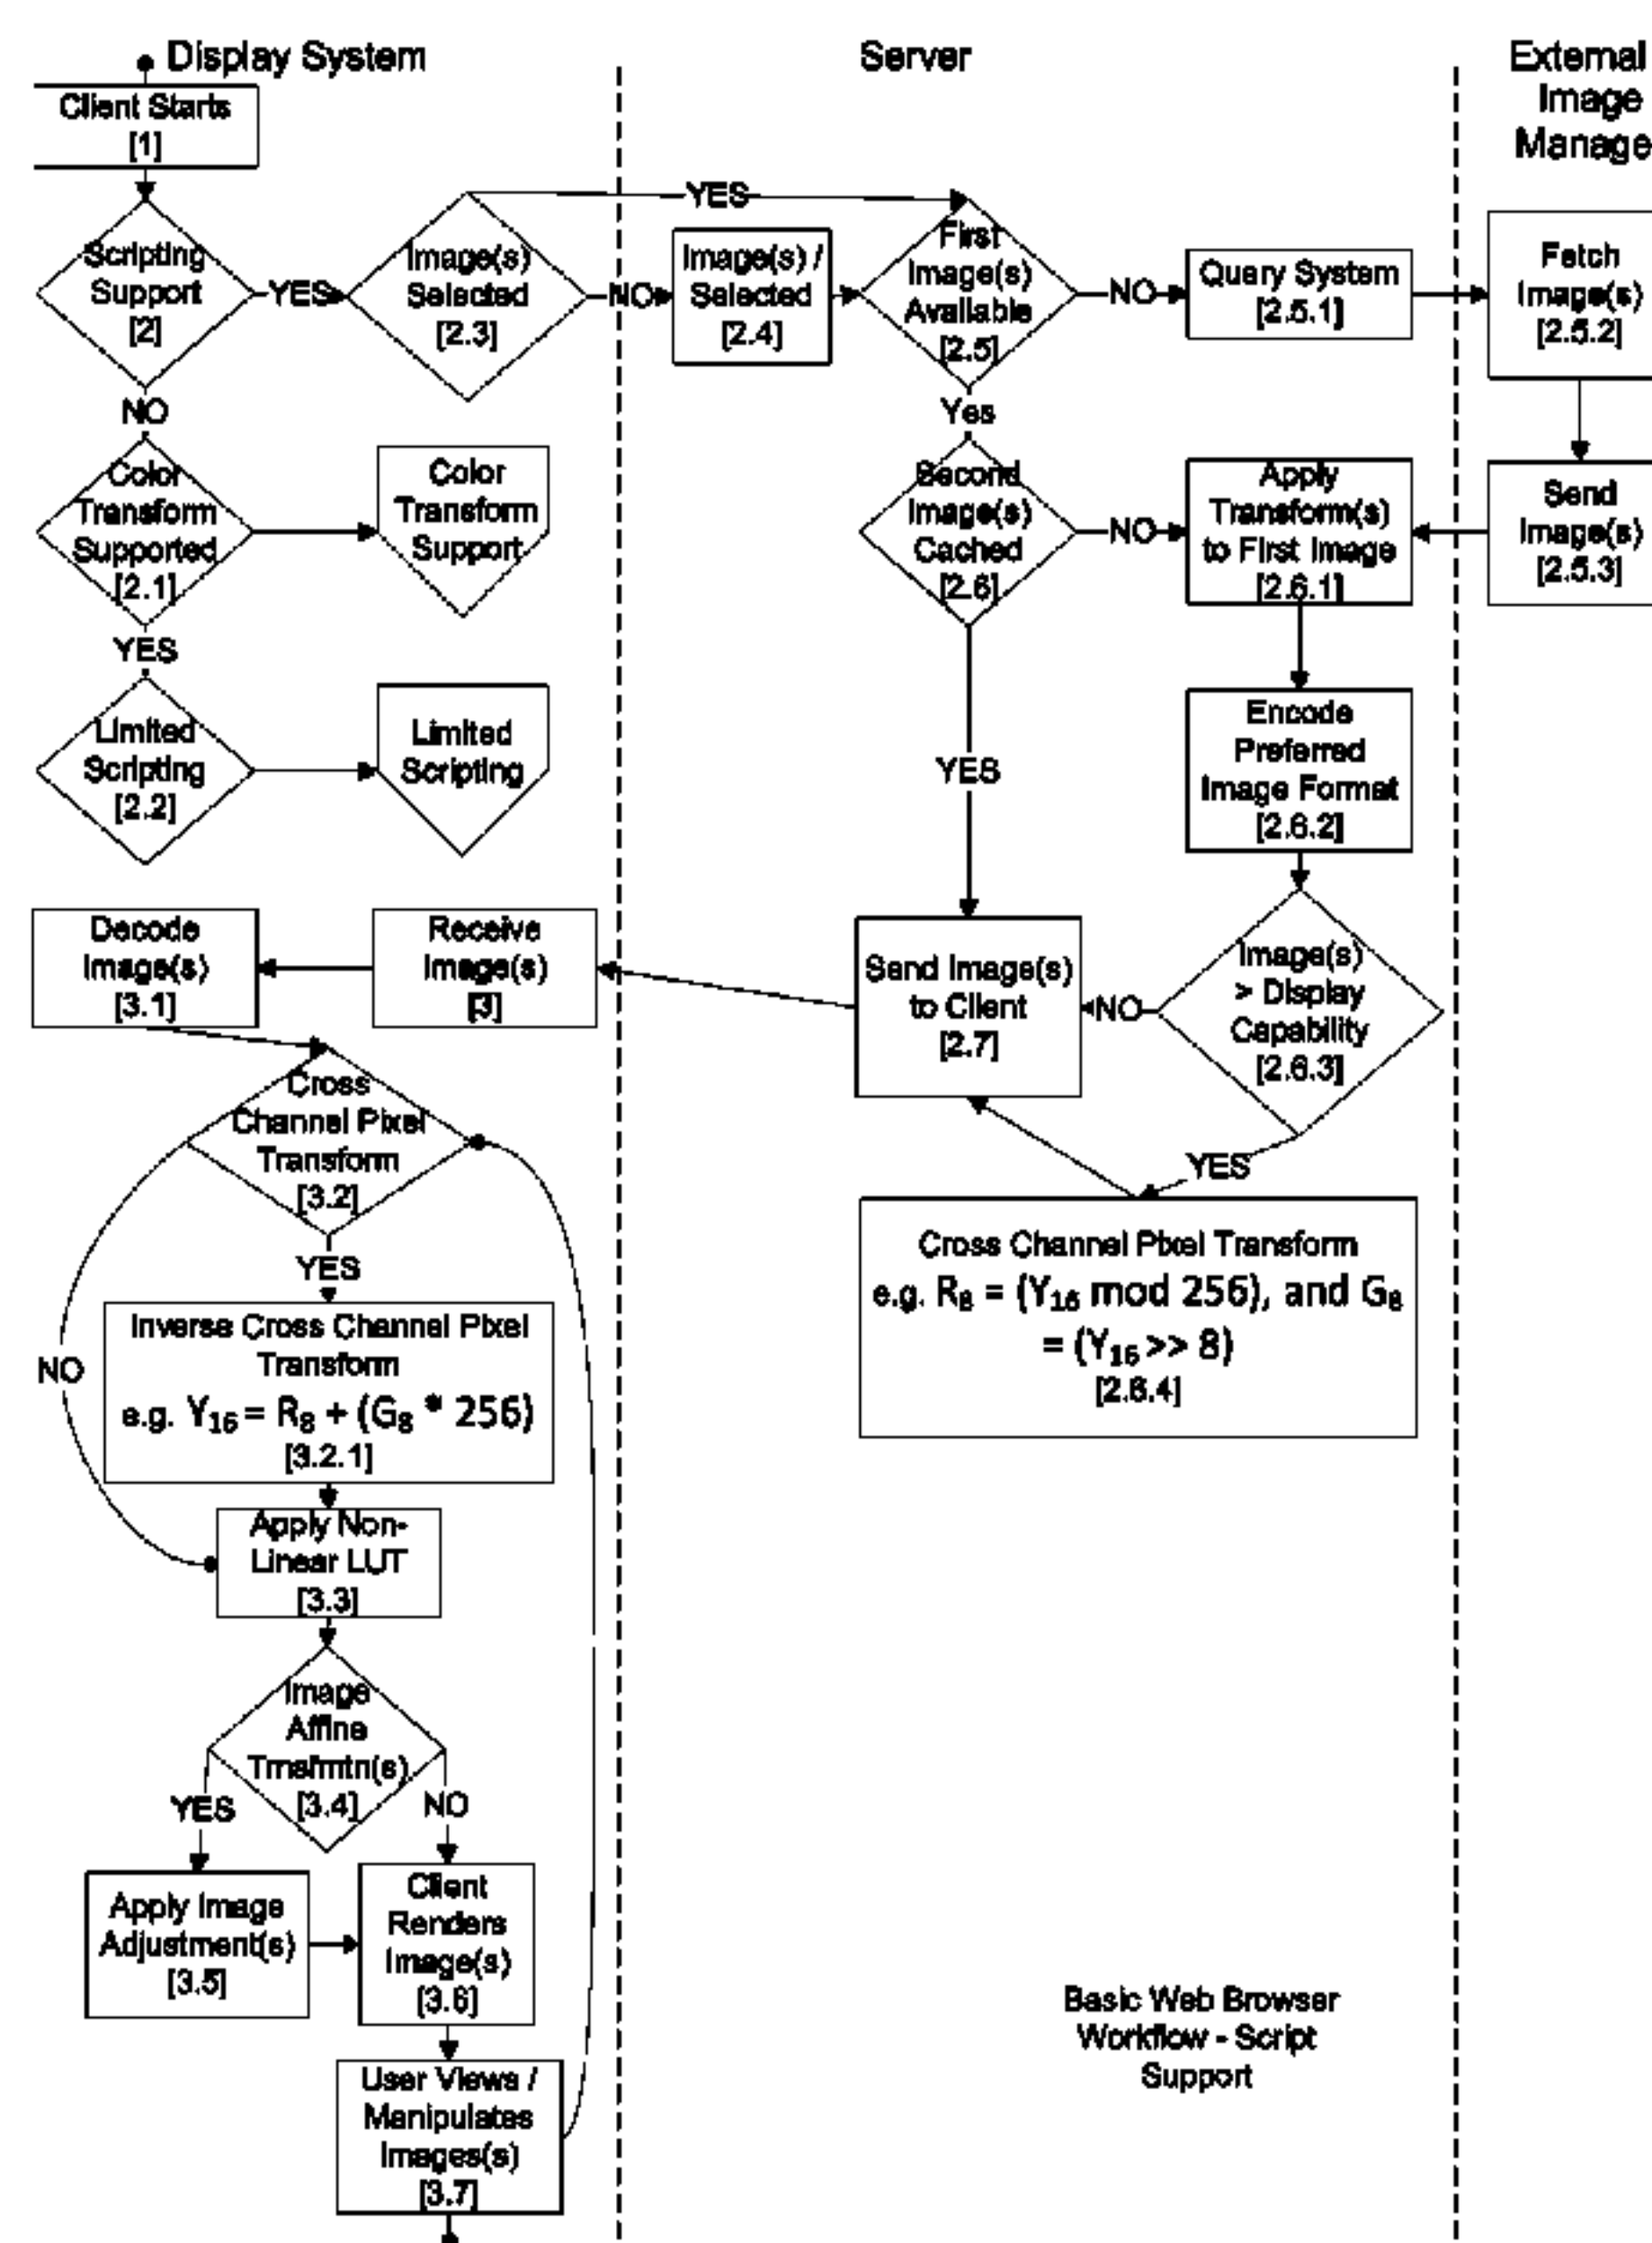 Display System
Server
External
Image
Manage
Client Starts
[1]
Scripting
Support
[2]
YES
Image(s)
Selected
[2.3]
YES
NO
Image(s) /
Selected
[2.4]
First
Image(s)
Available
[2.5]
NO
Query System
[2.5.1]
Fetch
Image(s)
[2.5.2]
NO
Yes
Color
Transform
Supported
[2.1]
Color
Transform
Support
Second
Image(s)
Cached
[2.6]
NO
Apply
Transform(s)
to First Image
[2.6.1]
Send
Image(s)
[2.5.3]
YES
Limited
Scripting
[2.2]
Limited
Scripting
YES
Encode
Preferred
Image Format
[2.6.2]
Decode
Image(s)
[3.1]
Receive
Image(s)
[3]
Send Image(s)
to Client
[2.7]
NO
Image(s)
> Display
Capability
[2.6.3]
Cross
Channel Pixel
Transform
[3.2]
YES
YES
NO
Cross Channel Pixel Transform
e.g. R₈ = (Y₁₆ mod 256), and G₈
= (Y₁₆ >> 8)
[2.6.4]
Inverse Cross Channel Pixel
Transform
e.g. Y₁₆ = R₈ + (G₈ * 256)
[3.2.1]
Apply Non-
Linear LUT
[3.3]
Image
Affine
Trnsfmtn(s)
[3.4]
YES
NO
Apply Image
Adjustment(s)
[3.5]
Client
Renders
Image(s)
[3.6]
User Views /
Manipulates
Images(s)
[3.7]
Basic Web Browser
Workflow - Script
Support